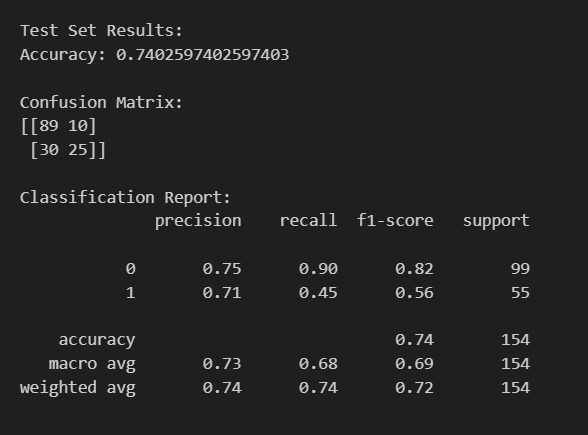 Test Set Results:
Accuracy: 0.7402597402597403
Confusion Matrix:
[[89 10]
[30 25]]
Classification Report:
precision recall f1-score support
0 0.75 0.90 0.82 99
1 0.71 0.45 0.56 55
accuracy 0.74 154
macro avg 0.73 0.68 0.69 154
weighted avg 0.74 0.74 0.72 154